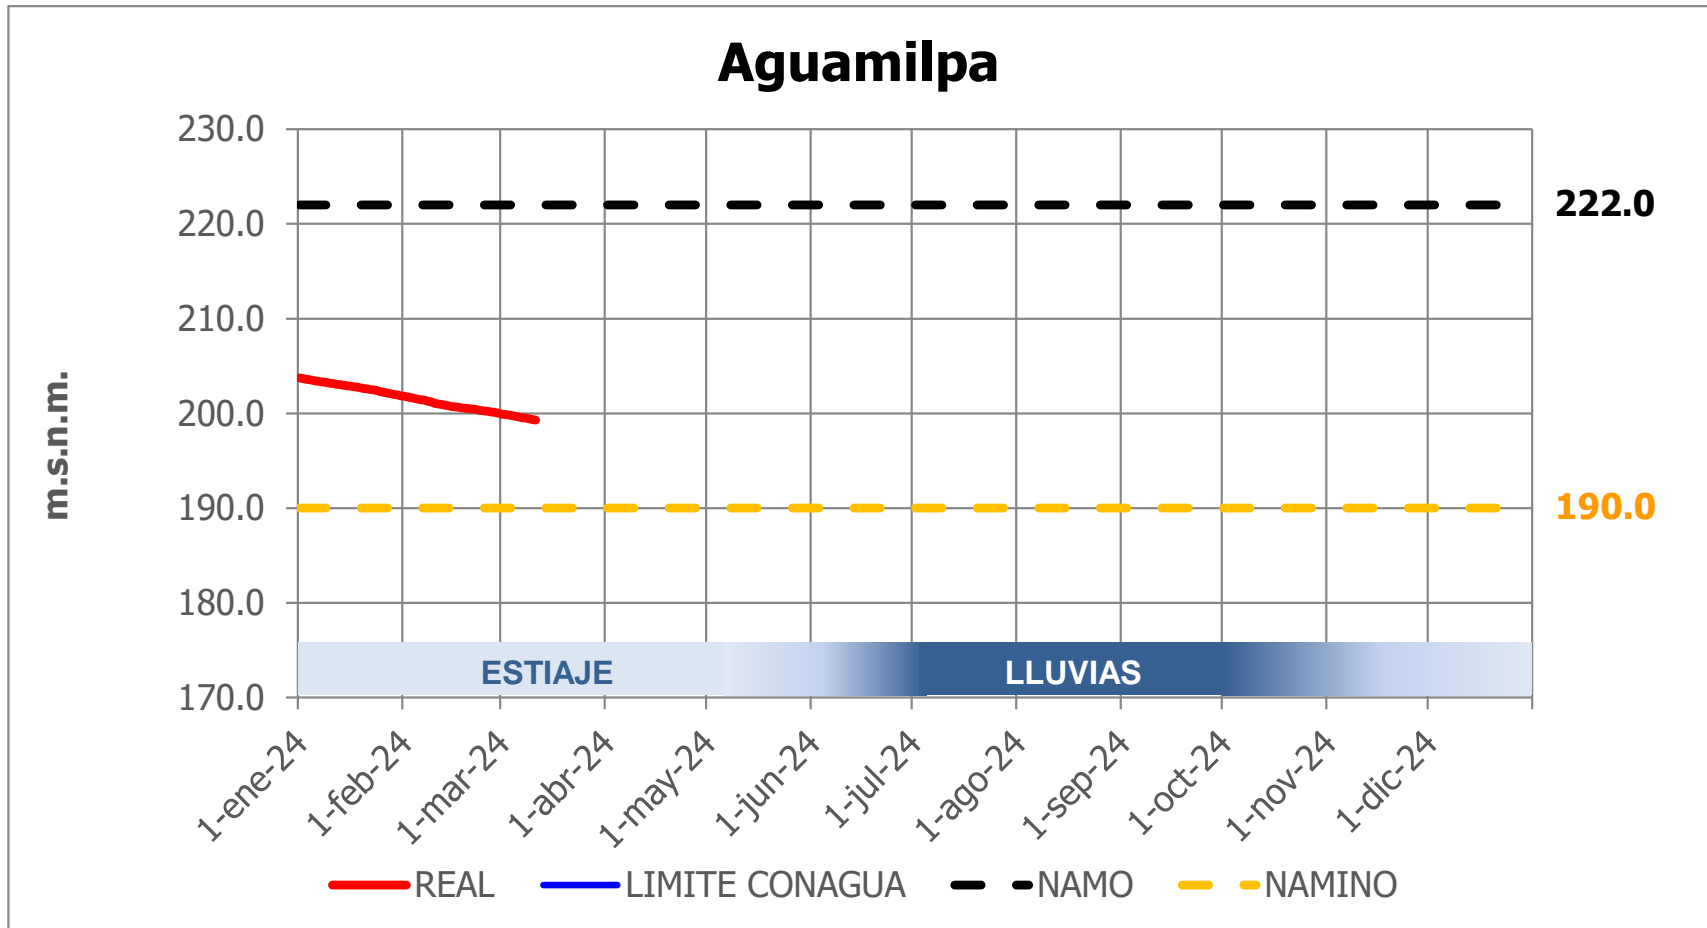 Aguamilpa
230.0
220.0
210.0
200.0
190.0
180.0
170.0
m.s.n.m.
222.0
190.0
ESTIAJE
LLUVIAS
1-ene-24
1-feb-24
1-mar-24
1-abr-24
1-may-24
1-jun-24
1-jul-24
1-ago-24
1-sep-24
1-oct-24
1-nov-24
1-dic-24
REAL
LIMITE CONAGUA
NAMO
NAMINO